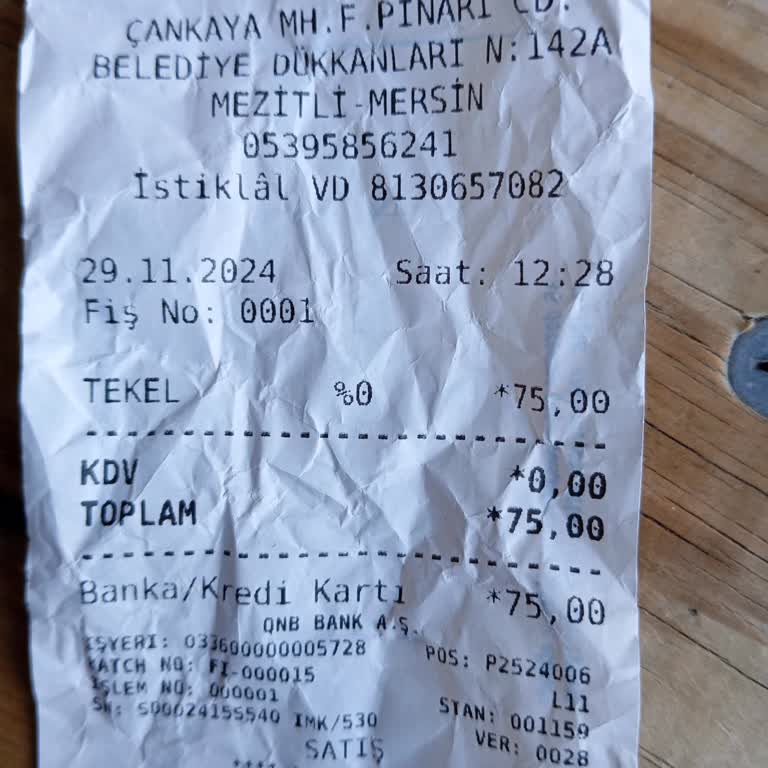 ÇANKAYA MH.F.PINARI CD.
BELEDİYE DÜKKANLARI N:142A
MEZİTLİ-MERSİN
05395856241
İstiklâl VD 8130657082
29.11.2024 Saat: 12:28
Fiş No: 0001
TEKEL %0 *75,00
KDV *0,00
TOPLAM *75,00
Banka/Kredi Kartı *75,00
QNB BANK A.Ş.
İŞYERİ: 033600000005728 POS: P2524006
BATCH NO: FI-000015 L11
İŞLEM NO: 000001 STAN: 001159
SN: S00024155540 IMK/530 VER: 0028
SATIŞ
****